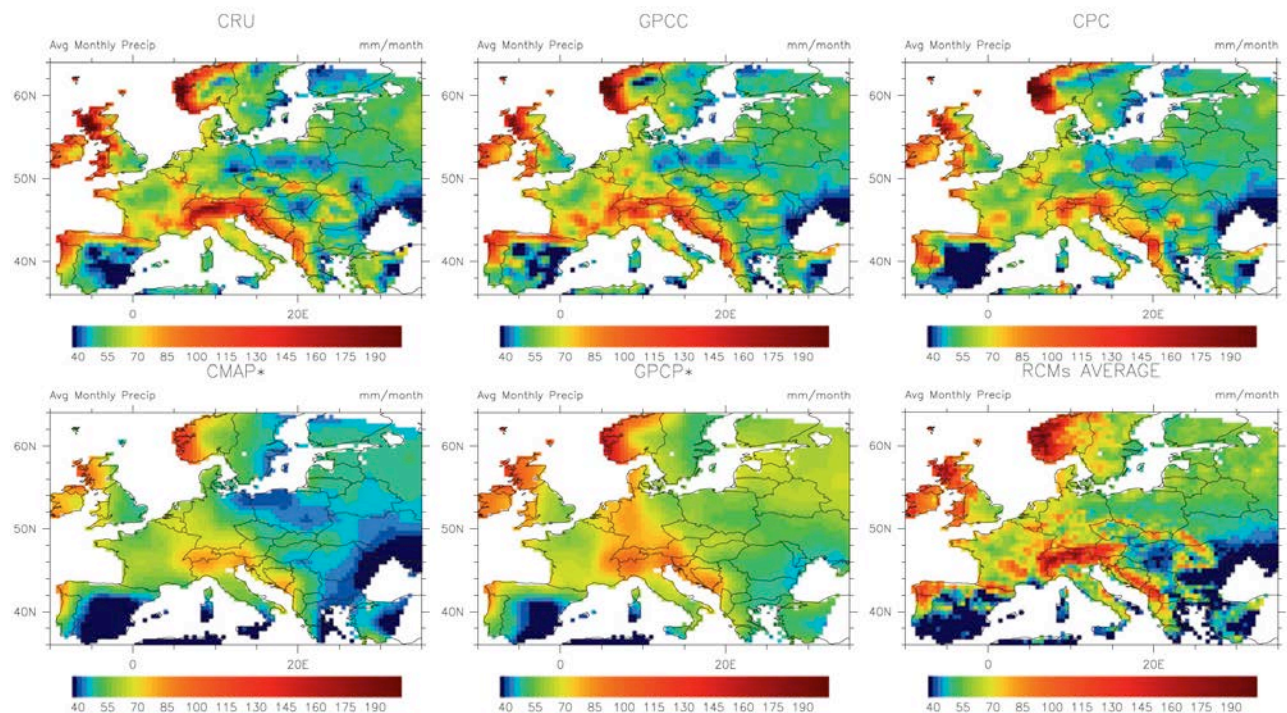 CRU GPCC CPC
Avg Monthly Precip mm/month Avg Monthly Precip mm/month Avg Monthly Precip mm/month
60N 60N 60N
50N 50N 50N
40N 40N 40N
0 20E 0 20E 0 20E
40 55 70 85 100 115 130 145 160 175 190 40 55 70 85 100 115 130 145 160 175 190 40 55 70 85 100 115 130 145 160 175 190
CMAP* GPCP* RCMs AVERAGE
Avg Monthly Precip mm/month Avg Monthly Precip mm/month Avg Monthly Precip mm/month
60N 60N 60N
50N 50N 50N
40N 40N 40N
0 20E 0 20E 0 20E
40 55 70 85 100 115 130 145 160 175 190 40 55 70 85 100 115 130 145 160 175 190 40 55 70 85 100 115 130 145 160 175 190